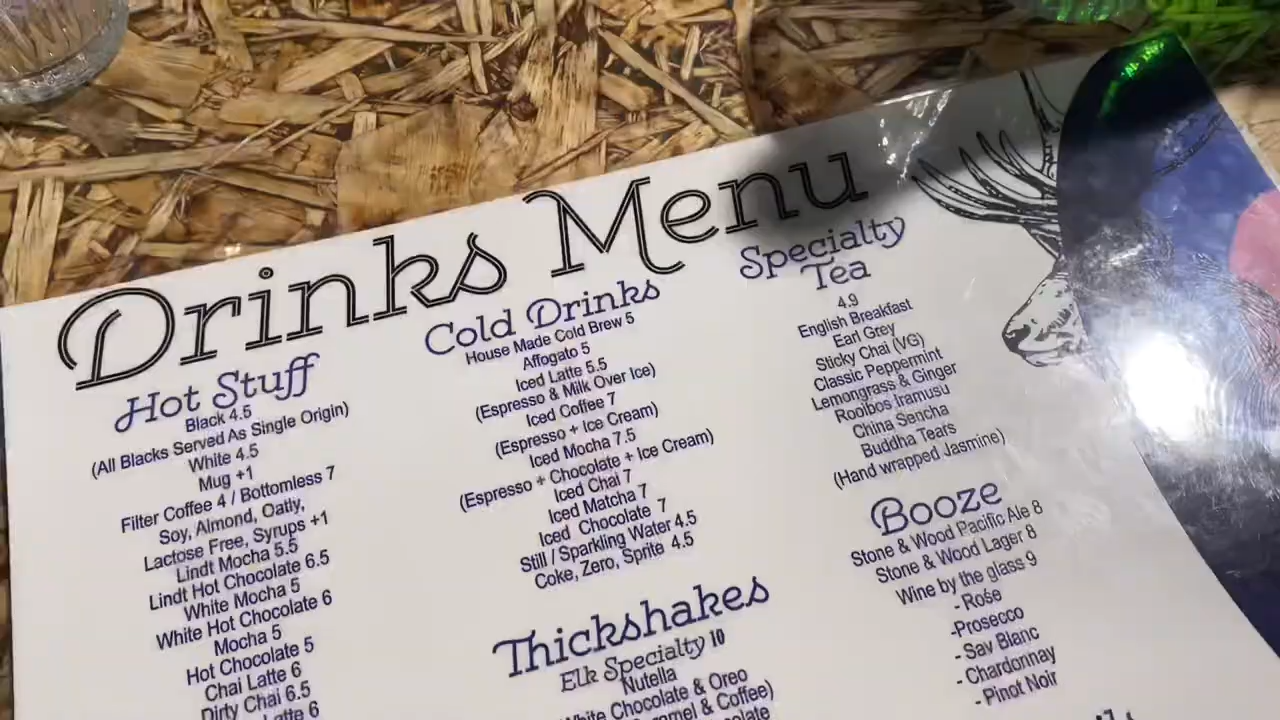 Drinks Menu
Hot Stuff
Black 4.5
(All Blacks Served As Single Origin)
White 4.5
Mug +1
Filter Coffee 4 / Bottomless 7
Soy, Almond, Oatly,
Lactose Free, Syrups +1
Lindt Mocha 5.5
Lindt Hot Chocolate 6.5
White Mocha 5
White Hot Chocolate 6
Mocha 5
Hot Chocolate 5
Chai Latte 6
Dirty Chai 6.5
6
Cold Drinks
House Made Cold Brew 5
Affogato 5
Iced Latte 5.5
(Espresso & Milk Over Ice)
Iced Coffee 7
(Espresso + Ice Cream)
Iced Mocha 7.5
(Espresso + Chocolate + Ice Cream)
Iced Chai 7
Iced Matcha 7
Iced Chocolate 7
Still / Sparkling Water 4.5
Coke, Zero, Sprite 4.5
Thickshakes
Elk Specialty 10
Nutella
White Chocolate & Oreo
& Coffee)
Specialty
Tea
4.9
English Breakfast
Earl Grey
Sticky Chai (VG)
Classic Peppermint
Lemongrass & Ginger
Rooibos Iramusu
China Sencha
Buddha Tears
(Hand wrapped Jasmine)
Booze
Stone & Wood Pacific Ale 8
Stone & Wood Lager 8
Wine by the glass 9
- Rośe
-Prosecco
- Sav Blanc
- Chardonnay
- Pinot Noir